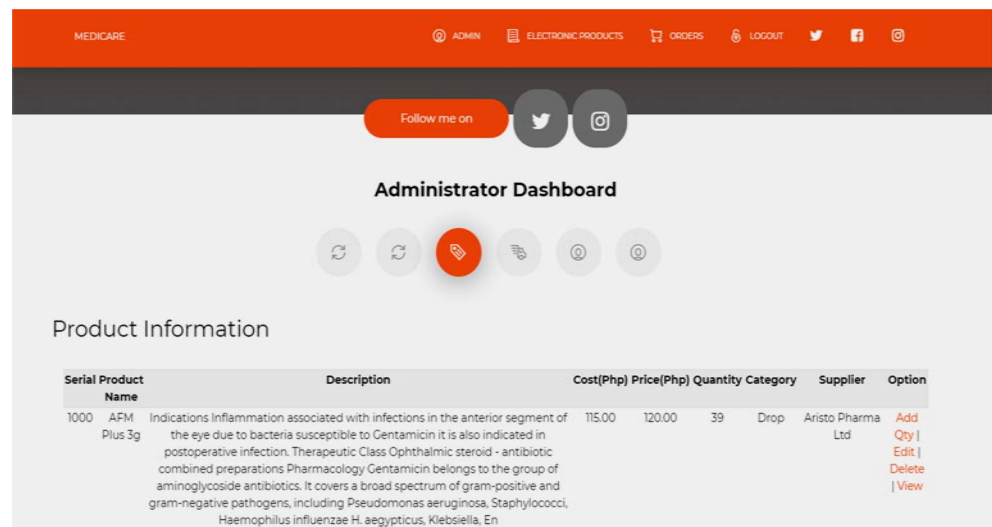 MEDICARE ADMIN ELECTRONIC PRODUCTS ORDERS LOGOUT
Follow me on
Administrator Dashboard
Product Information
Serial Product Name Description Cost(Php) Price(Php) Quantity Category Supplier Option
1000 AFM Indications Inflammation associated with infections in the anterior segment of 115.00 120.00 39 Drop Aristo Pharma Add
Plus 3g the eye due to bacteria susceptible to Gentamicin it is also indicated in Ltd Qty |
postoperative infection. Therapeutic Class Ophthalmic steroid - antibiotic Edit |
combined preparations Pharmacology Gentamicin belongs to the group of Delete
aminoglycoside antibiotics. It covers a broad spectrum of gram-positive and | View
gram-negative pathogens, including Pseudomonas aeruginosa, Staphylococci,
Haemophilus influenzae H. aegypticus, Klebsiella, En